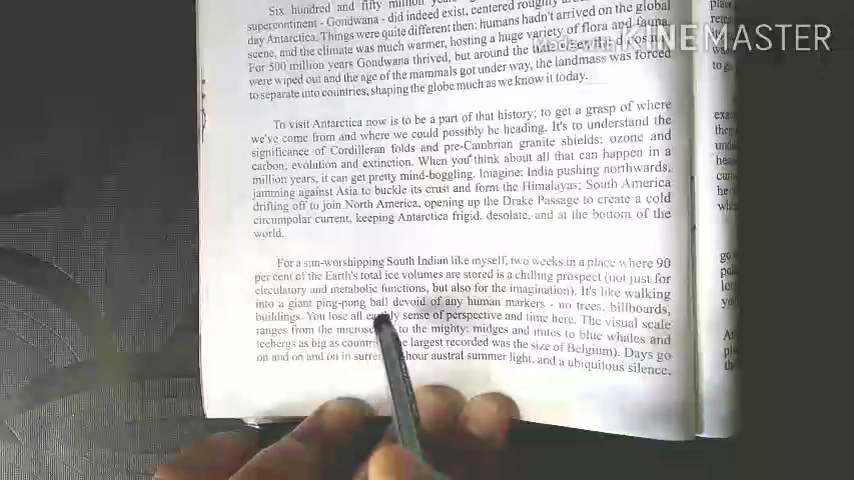 Six hundred and fifty million years
supercontinent - Gondwana - did indeed exist, centered roughly
day Antarctica. Things were quite different then: humans hadn't arrived on the global
scene, and the climate was much warmer, hosting a huge variety of flora and fauna.
For 500 million years Gondwana thrived, but around the time
were wiped out and the age of the mammals got under way, the landmass was forced
to separate into countries, shaping the globe much as we know it today.
To visit Antarctica now is to be a part of that history; to get a grasp of where
we've come from and where we could possibly be heading. It's to understand the
significance of Cordilleran folds and pre-Cambrian granite shields; ozone and
carbon; evolution and extinction. When you think about all that can happen in a
million years, it can get pretty mind-boggling. Imagine: India pushing northwards,
jamming against Asia to buckle its crust and form the Himalayas; South America
drifting off to join North America, opening up the Drake Passage to create a cold
circumpolar current, keeping Antarctica frigid, desolate, and at the bottom of the
world.
For a sun-worshipping South Indian like myself, two weeks in a place where 90
per cent of the Earth's total ice volumes are stored is a chilling prospect (not just for
circulatory and metabolic functions, but also for the imagination). It's like walking
into a giant ping-pong ball devoid of any human markers - no trees, billboards,
buildings. You lose all earthly sense of perspective and time here. The visual scale
ranges from the to the mighty: midges and mites to blue whales and
icebergs as big as largest recorded was the size of Belgium). Days go
on and on and on in hour austral summer light, and a ubiquitous silence,
Made with KINEMASTER